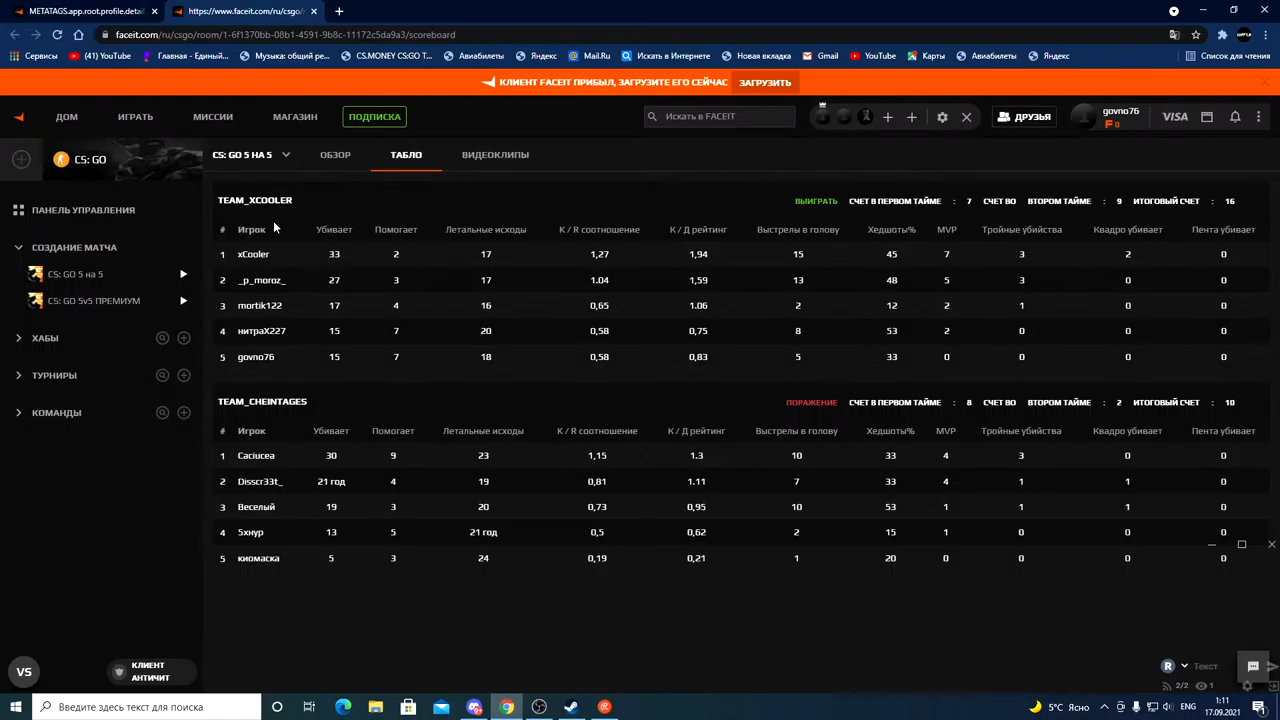 METATAGS.app.root.profile.detail
https://www.faceit.com/ru/csgo/r
faceit.com/ru/csgo/room/1-6f1370bb-08b1-4591-9b8c-11172c5d9a3/scoreboard
Сервисы (41) YouTube Главная - Единый... Музыка: общий ре... CS.MONEY CS:GO T... Авиабилеты Яндекс Mail.Ru Искать в Интернете Новая вкладка Gmail YouTube Карты Авиабилеты Яндекс Список для чтения
КЛИЕНТ FACEIT ПРИБЫЛ, ЗАГРУЗИТЕ ЕГО СЕЙЧАС ЗАГРУЗИТЬ
ДОМ ИГРАТЬ МИССИИ МАГАЗИН ПОДПИСКА Искать в FACEIT ДРУЗЬЯ govno76 VISA
CS: GO CS: GO 5 НА 5 ОБЗОР ТАБЛО ВИДЕОКЛИПЫ
ПАНЕЛЬ УПРАВЛЕНИЯ
СОЗДАНИЕ МАТЧА
CS: GO 5 на 5
CS: GO 5v5 ПРЕМИУМ
ХАБЫ
ТУРНИРЫ
КОМАНДЫ
TEAM_XCOOLER ВЫИГРАТЬ СЧЕТ В ПЕРВОМ ТАЙМЕ : 7 СЧЕТ ВО ВТОРОМ ТАЙМЕ : 9 ИТОГОВЫЙ СЧЕТ : 16
# Игрок Убивает Помогает Летальные исходы К / R соотношение К / Д рейтинг Выстрелы в голову Хедшоты% MVP Тройные убийства Квадро убивает Пента убивает
1 xCooler 33 2 17 1,27 1,94 15 45 7 3 2 0
2 _p_moroz_ 27 3 17 1.04 1,59 13 48 5 3 0 0
3 mortik122 17 4 16 0,65 1.06 2 12 2 1 0 0
4 нитраХ227 15 7 20 0,58 0,75 8 53 2 0 0 0
5 govno76 15 7 18 0,58 0,83 5 33 0 0 0 0
TEAM_CHEINTAGES ПОРАЖЕНИЕ СЧЕТ В ПЕРВОМ ТАЙМЕ : 8 СЧЕТ ВО ВТОРОМ ТАЙМЕ : 2 ИТОГОВЫЙ СЧЕТ : 10
# Игрок Убивает Помогает Летальные исходы К / R соотношение К / Д рейтинг Выстрелы в голову Хедшоты% MVP Тройные убийства Квадро убивает Пента убивает
1 Caciucea 30 9 23 1,15 1.3 10 33 4 3 0 0
2 Disscr33t_ 21 год 4 19 0,81 1.11 7 33 4 1 1 0
3 Веселый 19 3 20 0,73 0,95 10 53 1 1 1 0
4 5хнур 13 5 21 год 0,5 0,62 2 15 1 0 0 0
5 киомаска 5 3 24 0,19 0,21 1 20 0 0 0 0
VS КЛИЕНТ АНТИЧИТ
R Текст
2/2 1
Введите здесь текст для поиска
5°C Ясно ENG 1:11
17.09.2021